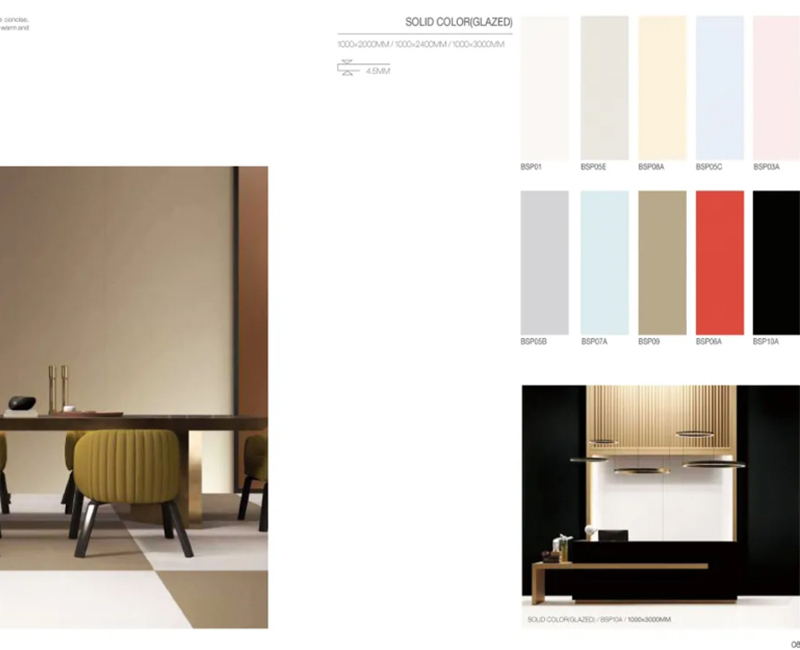 concise,
warm and
SOLID COLOR(GLAZED)
1000×2000MM / 1000×2400MM / 1000×3000MM
4.5MM
BSP01 BSP05E BSP08A BSP05C BSP03A
BSP05B BSP07A BSP09 BSP06A BSP10A
SOLID COLOR(GLAZED) / BSP10A / 1000×3000MM